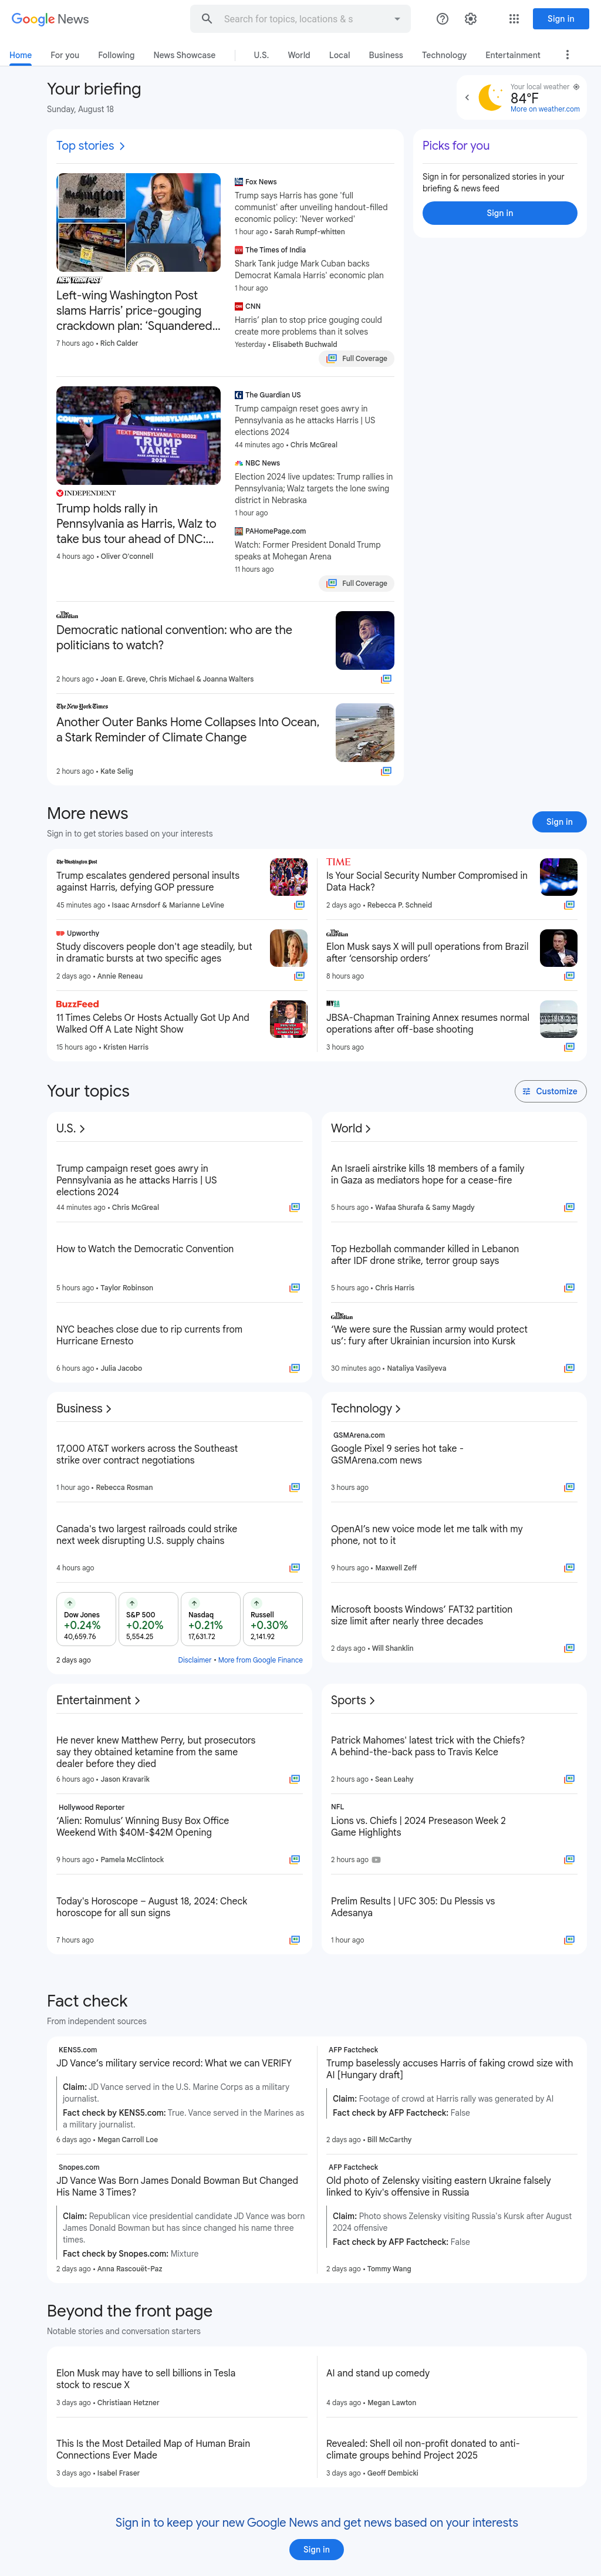 Google News
Search for topics, locations & s
Sign in
Home
For you
Following
News Showcase
U.S.
World
Local
Business
Technology
Entertainment
Your briefing
Sunday, August 18
Your local weather
84°F
More on weather.com
Top stories
Picks for you
Sign in for personalized stories in your
briefing & news feed
Sign in
The
Washington
Post
NEW YORK POST
Left-wing Washington Post
slams Harris’ price-gouging
crackdown plan: ‘Squandered...
7 hours ago • Rich Calder
Fox News
Trump says Harris has gone 'full
communist' after unveiling handout-filled
economic policy: 'Never worked'
1 hour ago • Sarah Rumpf-whitten
The Times of India
Shark Tank judge Mark Cuban backs
Democrat Kamala Harris' economic plan
1 hour ago
CNN
Harris’ plan to stop price gouging could
create more problems than it solves
Yesterday • Elisabeth Buchwald
Full Coverage
TEXT PENNSYLVANIA TO 88022
TRUMP
VANCE
INDEPENDENT
Trump holds rally in
Pennsylvania as Harris, Walz to
take bus tour ahead of DNC:...
4 hours ago • Oliver O'connell
The Guardian US
Trump campaign reset goes awry in
Pennsylvania as he attacks Harris | US
elections 2024
44 minutes ago • Chris McGreal
NBC News
Election 2024 live updates: Trump rallies in
Pennsylvania; Walz targets the lone swing
district in Nebraska
1 hour ago
PAHomePage.com
Watch: Former President Donald Trump
speaks at Mohegan Arena
11 hours ago
Full Coverage
The Guardian
Democratic national convention: who are the
politicians to watch?
2 hours ago • Joan E. Greve, Chris Michael & Joanna Walters
The New York Times
Another Outer Banks Home Collapses Into Ocean,
a Stark Reminder of Climate Change
2 hours ago • Kate Selig
More news
Sign in to get stories based on your interests
Sign in
The Washington Post
Trump escalates gendered personal insults
against Harris, defying GOP pressure
45 minutes ago • Isaac Arnsdorf & Marianne LeVine
TIME
Is Your Social Security Number Compromised in
Data Hack?
2 days ago • Rebecca P. Schneid
Upworthy
Study discovers people don't age steadily, but
in dramatic bursts at two specific ages
2 days ago • Annie Reneau
The Guardian
Elon Musk says X will pull operations from Brazil
after ‘censorship orders’
8 hours ago
BuzzFeed
11 Times Celebs Or Hosts Actually Got Up And
Walked Off A Late Night Show
15 hours ago • Kristen Harris
MYSA
JBSA-Chapman Training Annex resumes normal
operations after off-base shooting
3 hours ago
Your topics
Customize
U.S.
Trump campaign reset goes awry in
Pennsylvania as he attacks Harris | US
elections 2024
44 minutes ago • Chris McGreal
How to Watch the Democratic Convention
5 hours ago • Taylor Robinson
NYC beaches close due to rip currents from
Hurricane Ernesto
6 hours ago • Julia Jacobo
World
An Israeli airstrike kills 18 members of a family
in Gaza as mediators hope for a cease-fire
5 hours ago • Wafaa Shurafa & Samy Magdy
Top Hezbollah commander killed in Lebanon
after IDF drone strike, terror group says
5 hours ago • Chris Harris
The Guardian
‘We were sure the Russian army would protect
us’: fury after Ukrainian incursion into Kursk
30 minutes ago • Nataliya Vasilyeva
Business
17,000 AT&T workers across the Southeast
strike over contract negotiations
1 hour ago • Rebecca Rosman
Canada's two largest railroads could strike
next week disrupting U.S. supply chains
4 hours ago
Dow Jones
+0.24%
40,659.76
S&P 500
+0.20%
5,554.25
Nasdaq
+0.21%
17,631.72
Russell
+0.30%
2,141.92
2 days ago
Disclaimer • More from Google Finance
Technology
GSMArena.com
Google Pixel 9 series hot take -
GSMArena.com news
3 hours ago
OpenAI’s new voice mode let me talk with my
phone, not to it
9 hours ago • Maxwell Zeff
Microsoft boosts Windows’ FAT32 partition
size limit after nearly three decades
2 days ago • Will Shanklin
Entertainment
He never knew Matthew Perry, but prosecutors
say they obtained ketamine from the same
dealer before they died
6 hours ago • Jason Kravarik
Hollywood Reporter
‘Alien: Romulus’ Winning Busy Box Office
Weekend With $40M-$42M Opening
9 hours ago • Pamela McClintock
Today's Horoscope – August 18, 2024: Check
horoscope for all sun signs
7 hours ago
Sports
Patrick Mahomes' latest trick with the Chiefs?
A behind-the-back pass to Travis Kelce
2 hours ago • Sean Leahy
NFL
Lions vs. Chiefs | 2024 Preseason Week 2
Game Highlights
2 hours ago
Prelim Results | UFC 305: Du Plessis vs
Adesanya
1 hour ago
Fact check
From independent sources
KENS5.com
JD Vance’s military service record: What we can VERIFY
Claim: JD Vance served in the U.S. Marine Corps as a military
journalist.
Fact check by KENS5.com: True. Vance served in the Marines as
a military journalist.
6 days ago • Megan Carroll Loe
AFP Factcheck
Trump baselessly accuses Harris of faking crowd size with
AI [Hungary draft]
Claim: Footage of crowd at Harris rally was generated by AI
Fact check by AFP Factcheck: False
2 days ago • Bill McCarthy
Snopes.com
JD Vance Was Born James Donald Bowman But Changed
His Name 3 Times?
Claim: Republican vice presidential candidate JD Vance was born
James Donald Bowman but has since changed his name three
times.
Fact check by Snopes.com: Mixture
2 days ago • Anna Rascouët-Paz
AFP Factcheck
Old photo of Zelensky visiting eastern Ukraine falsely
linked to Kyiv's offensive in Russia
Claim: Photo shows Zelensky visiting Russia's Kursk after August
2024 offensive
Fact check by AFP Factcheck: False
2 days ago • Tommy Wang
Beyond the front page
Notable stories and conversation starters
Elon Musk may have to sell billions in Tesla
stock to rescue X
3 days ago • Christiaan Hetzner
AI and stand up comedy
4 days ago • Megan Lawton
This Is the Most Detailed Map of Human Brain
Connections Ever Made
3 days ago • Isabel Fraser
Revealed: Shell oil non-profit donated to anti-
climate groups behind Project 2025
3 days ago • Geoff Dembicki
Sign in to keep your new Google News and get news based on your interests
Sign in